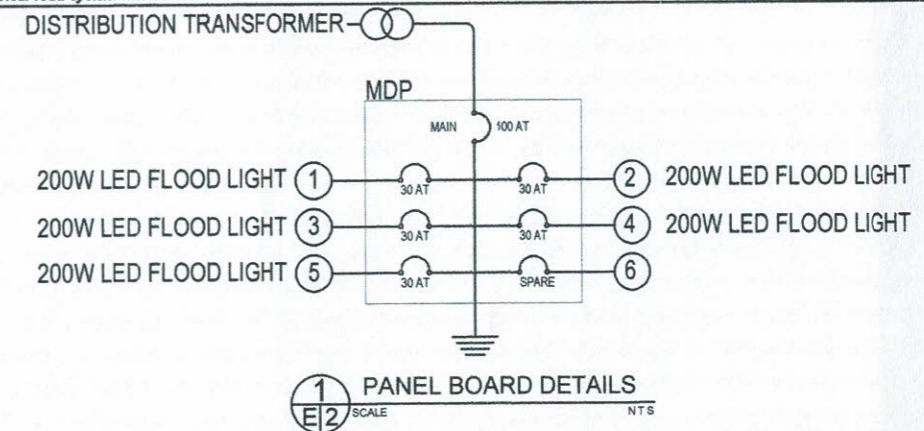 DISTRIBUTION TRANSFORMER
MDP
MAIN 100 AT
200W LED FLOOD LIGHT 1 30 AT 30 AT 2 200W LED FLOOD LIGHT
200W LED FLOOD LIGHT 3 30 AT 30 AT 4 200W LED FLOOD LIGHT
200W LED FLOOD LIGHT 5 30 AT SPARE 6
1 PANEL BOARD DETAILS
E 2 SCALE NTS